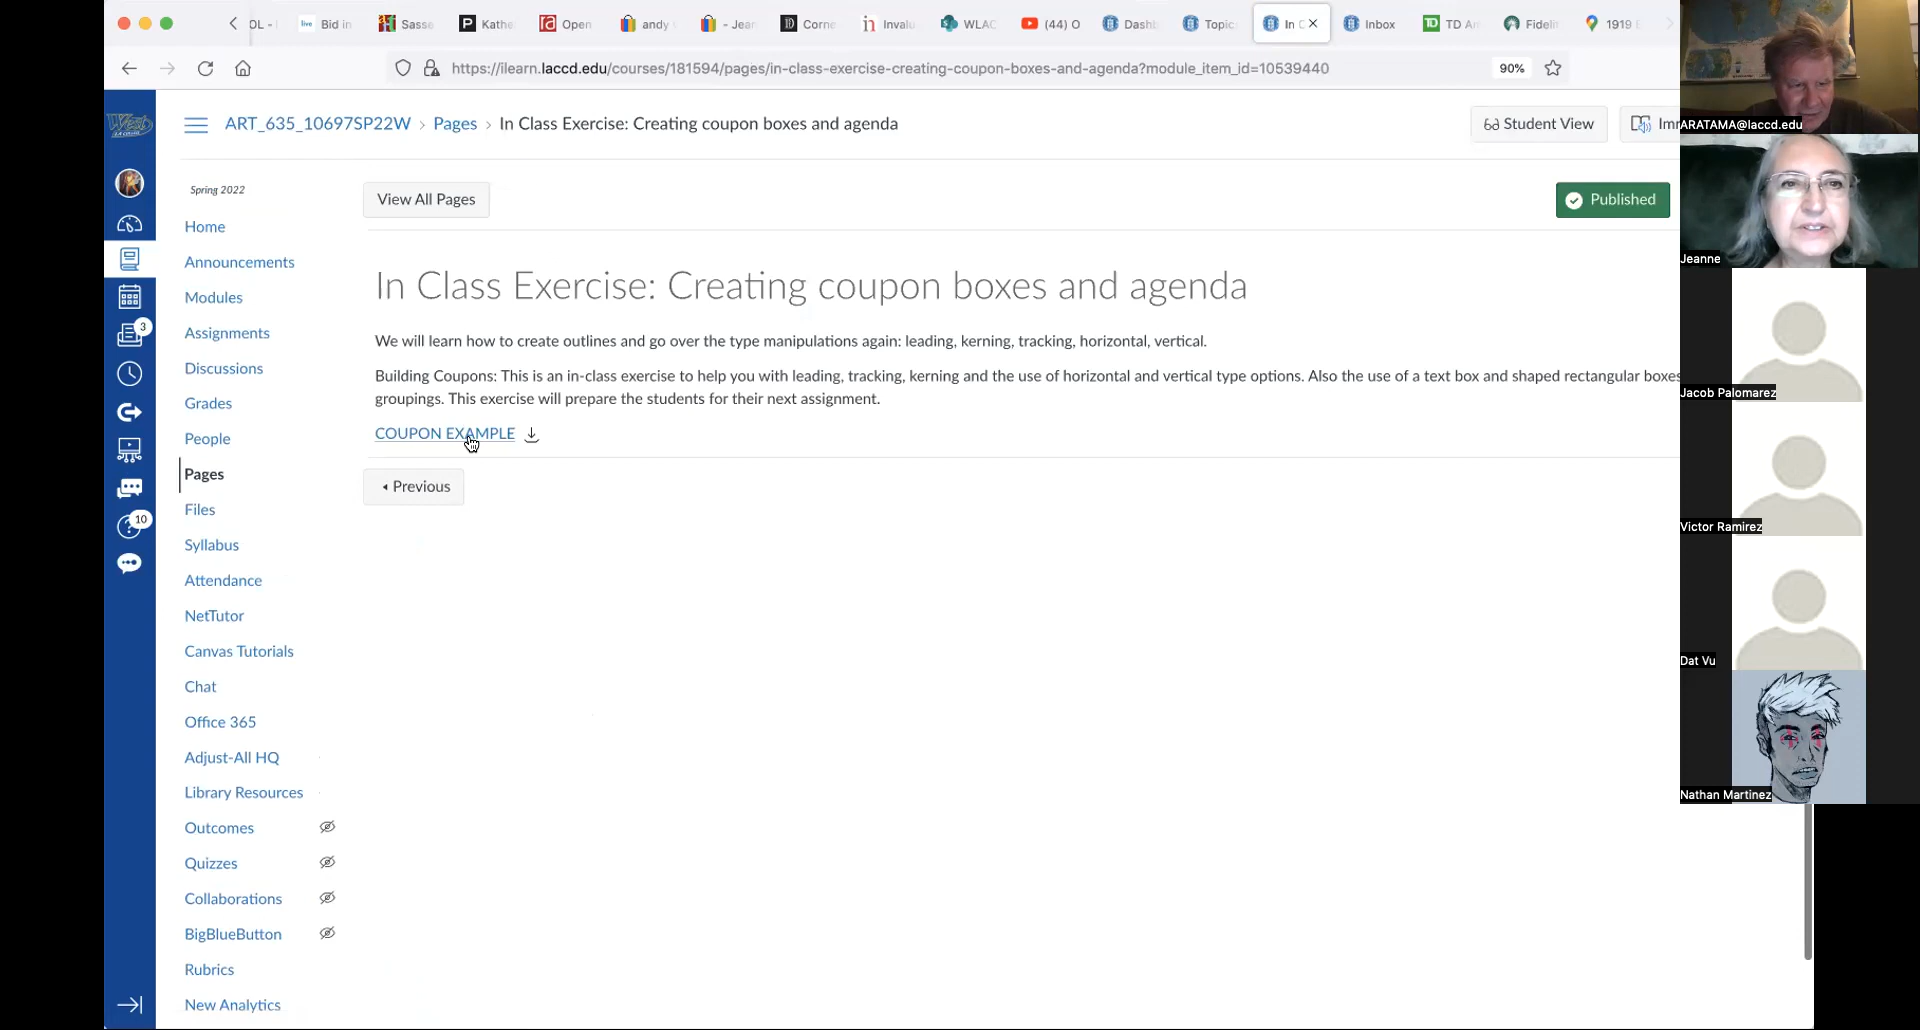 OL -
live Bid in
Sasse
P Kathe
Open
andy
- Jean
Corne
in Invalu
WLAC
(44) O
Dashb
Topic
In C
Inbox
TD An
Fidelit
1919 E
https://ilearn.laccd.edu/courses/181594/pages/in-class-exercise-creating-coupon-boxes-and-agenda?module_item_id=10539440
90%
West
ART_635_10697SP22W › Pages › In Class Exercise: Creating coupon boxes and agenda
Student View
Imm
Spring 2022
View All Pages
Published
Home
Announcements
Modules
Assignments
Discussions
Grades
People
Pages
Files
Syllabus
Attendance
NetTutor
Canvas Tutorials
Chat
Office 365
Adjust-All HQ
Library Resources
Outcomes
Quizzes
Collaborations
BigBlueButton
Rubrics
New Analytics
3
10
In Class Exercise: Creating coupon boxes and agenda
We will learn how to create outlines and go over the type manipulations again: leading, kerning, tracking, horizontal, vertical.
Building Coupons: This is an in-class exercise to help you with leading, tracking, kerning and the use of horizontal and vertical type options. Also the use of a text box and shaped rectangular boxes
groupings. This exercise will prepare the students for their next assignment.
COUPON EXAMPLE
Previous
ARATAMA@laccd.edu
Jeanne
Jacob Palomarez
Victor Ramirez
Dat Vu
Nathan Martinez